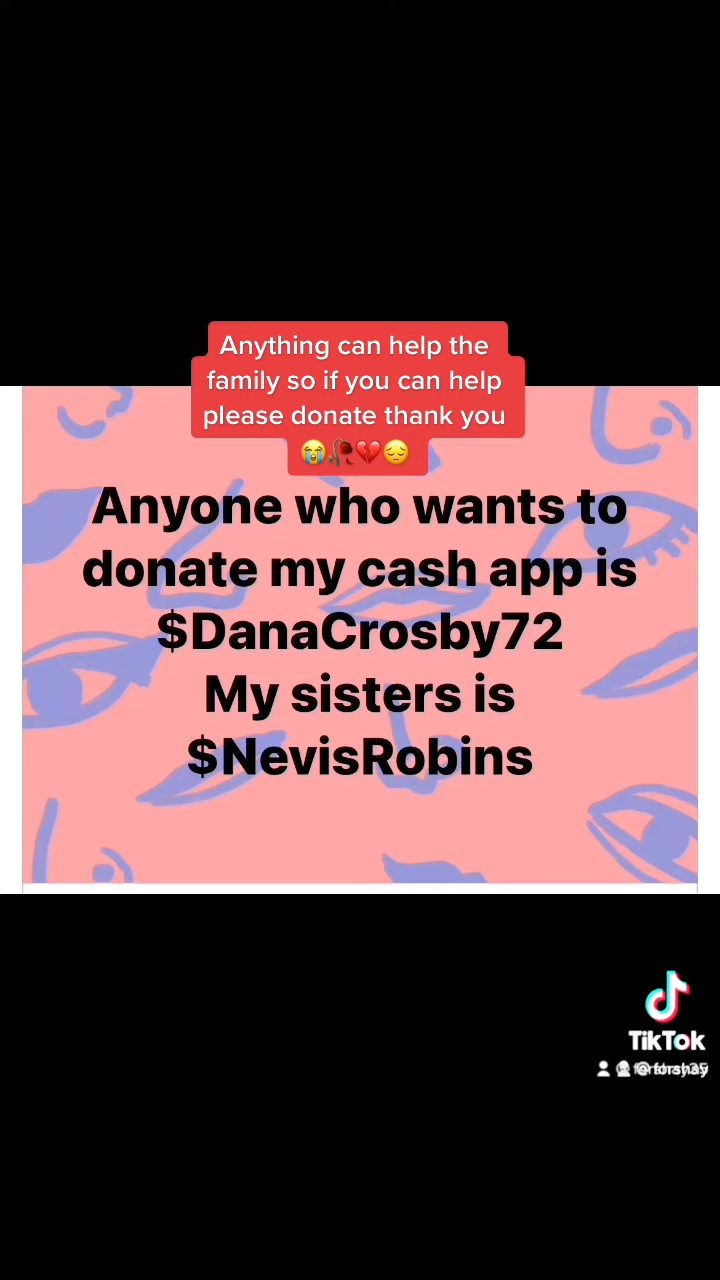 Anything can help the
family so if you can help
please donate thank you
😭🥀💔😔
Anyone who wants to
donate my cash app is
$DanaCrosby72
My sisters is
$NevisRobins
TikTok